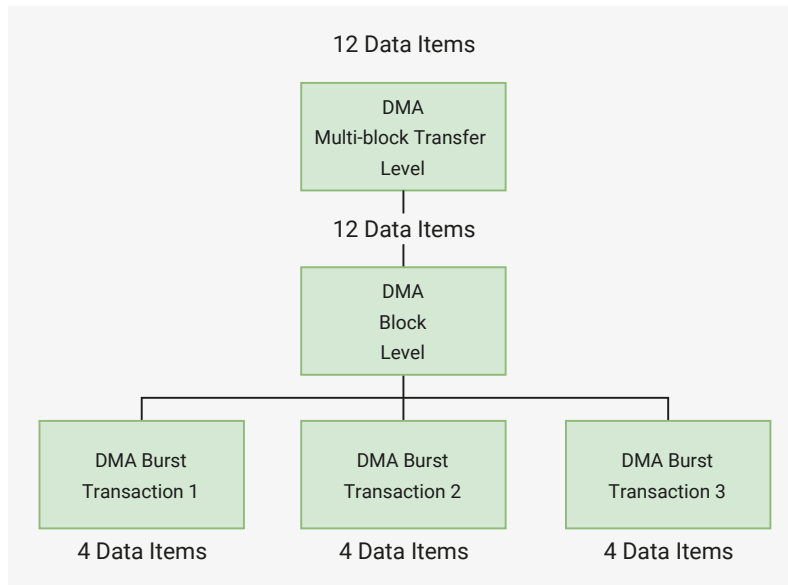 12 Data Items
DMA
Multi-block Transfer
Level
12 Data Items
DMA
Block
Level
DMA Burst
Transaction 1
DMA Burst
Transaction 2
DMA Burst
Transaction 3
4 Data Items
4 Data Items
4 Data Items